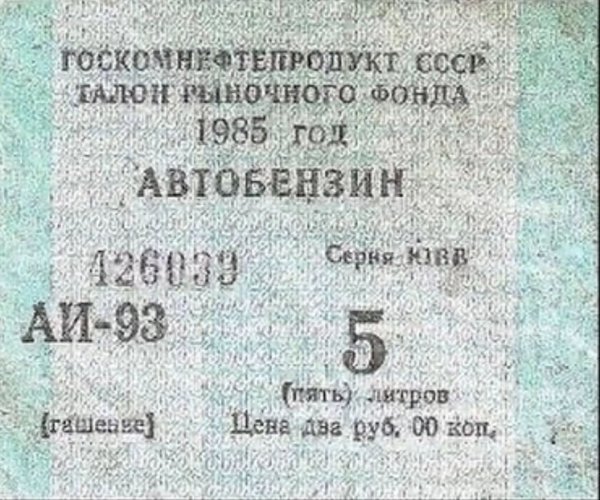 ГОСКОМНЕФТЕПРОДУКТ СССР
ТАЛОН РЫНОЧНОГО ФОНДА
1985 год
АВТОБЕНЗИН
426039 Серия ЮВВ
АИ-93 5
(пять) литров
(гашение) Цена два руб. 00 коп.